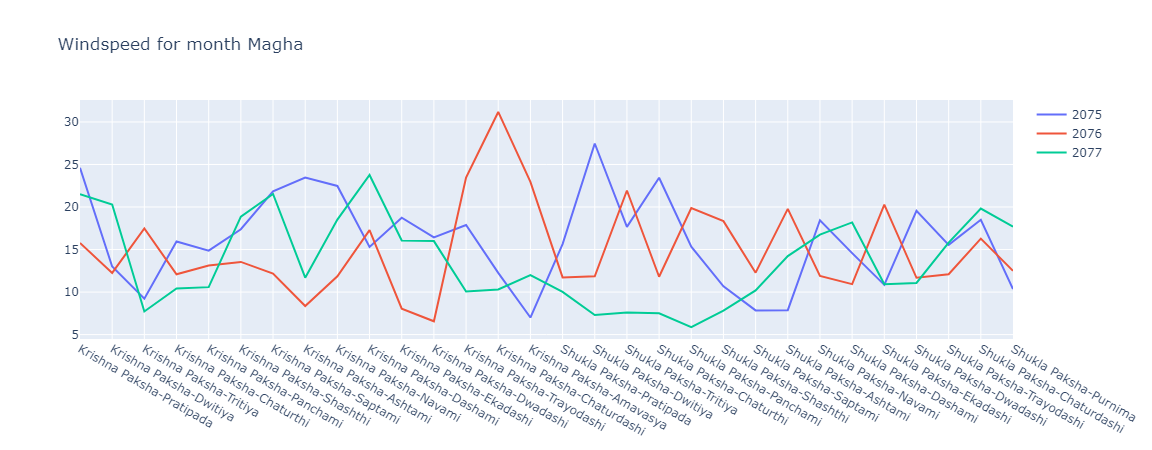 Windspeed for month Magha
30
25
20
15
10
5
2075
2076
2077
Krishna Paksha-Pratipada
Krishna Paksha-Dwitiya
Krishna Paksha-Tritiya
Krishna Paksha-Chaturthi
Krishna Paksha-Panchami
Krishna Paksha-Shashthi
Krishna Paksha-Saptami
Krishna Paksha-Ashtami
Krishna Paksha-Navami
Krishna Paksha-Dashami
Krishna Paksha-Ekadashi
Krishna Paksha-Dwadashi
Krishna Paksha-Trayodashi
Krishna Paksha-Chaturdashi
Krishna Paksha-Amavasya
Shukla Paksha-Pratipada
Shukla Paksha-Dwitiya
Shukla Paksha-Tritiya
Shukla Paksha-Chaturthi
Shukla Paksha-Panchami
Shukla Paksha-Shashthi
Shukla Paksha-Saptami
Shukla Paksha-Ashtami
Shukla Paksha-Navami
Shukla Paksha-Dashami
Shukla Paksha-Ekadashi
Shukla Paksha-Dwadashi
Shukla Paksha-Trayodashi
Shukla Paksha-Chaturdashi
Shukla Paksha-Purnima